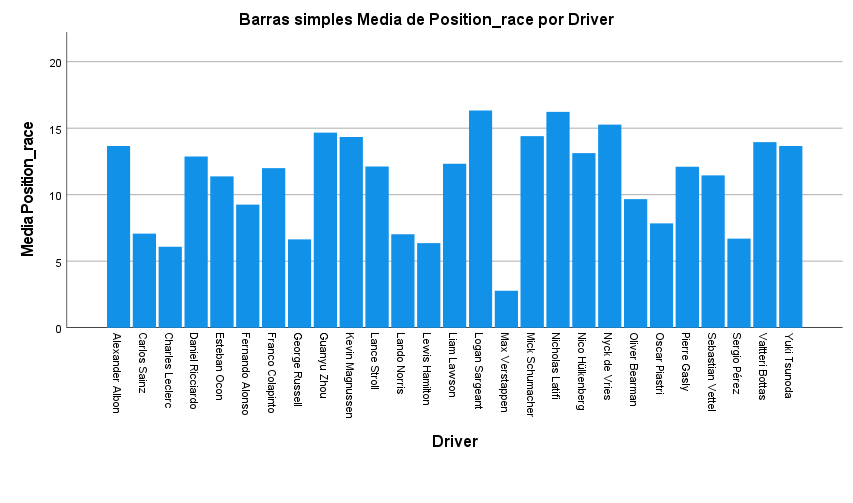 Barras simples Media de Position_race por Driver
Media Position_race
20
15
10
5
0
Alexander Albon
Carlos Sainz
Charles Leclerc
Daniel Ricciardo
Esteban Ocon
Fernando Alonso
Franco Colapinto
George Russell
Guanyu Zhou
Kevin Magnussen
Lance Stroll
Lando Norris
Lewis Hamilton
Liam Lawson
Logan Sargeant
Max Verstappen
Mick Schumacher
Nicholas Latifi
Nico Hülkenberg
Nyck de Vries
Oliver Bearman
Oscar Piastri
Pierre Gasly
Sebastian Vettel
Sergio Pérez
Valtteri Bottas
Yuki Tsunoda
Driver